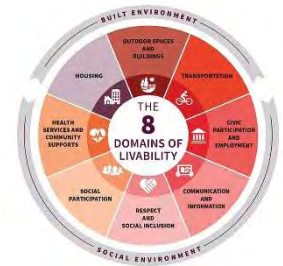 BUILT ENVIRONMENT
OUTDOOR SPACES
AND
BUILDINGS
TRANSPORTATION
CIVIC
PARTICIPATION
AND
EMPLOYMENT
COMMUNICATION
AND
INFORMATION
RESPECT
AND
SOCIAL INCLUSION
SOCIAL
PARTICIPATION
HEALTH
SERVICES AND
COMMUNITY
SUPPORTS
HOUSING
THE
8
DOMAINS OF
LIVABILITY
SOCIAL ENVIRONMENT